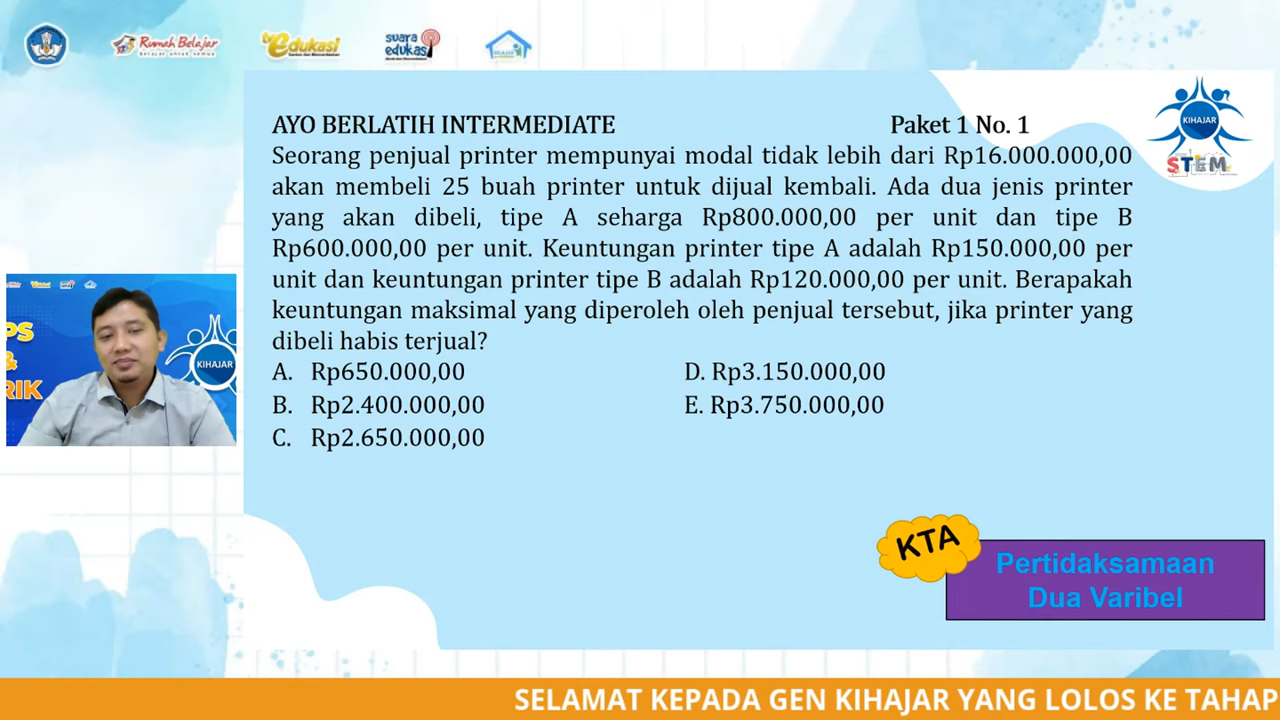 Rumah Belajar
edukasi
suara
edukasi
AYO BERLATIH INTERMEDIATE Paket 1 No. 1
KIHAJAR
STEM
Seorang penjual printer mempunyai modal tidak lebih dari Rp16.000.000,00
akan membeli 25 buah printer untuk dijual kembali. Ada dua jenis printer
yang akan dibeli, tipe A seharga Rp800.000,00 per unit dan tipe B
Rp600.000,00 per unit. Keuntungan printer tipe A adalah Rp150.000,00 per
unit dan keuntungan printer tipe B adalah Rp120.000,00 per unit. Berapakah
keuntungan maksimal yang diperoleh oleh penjual tersebut, jika printer yang
dibeli habis terjual?
A. Rp650.000,00 D. Rp3.150.000,00
B. Rp2.400.000,00 E. Rp3.750.000,00
C. Rp2.650.000,00
PS
&
RIK
KIHAJAR
KTA
Pertidaksamaan
Dua Varibel
SELAMAT KEPADA GEN KIHAJAR YANG LOLOS KE TAHAP